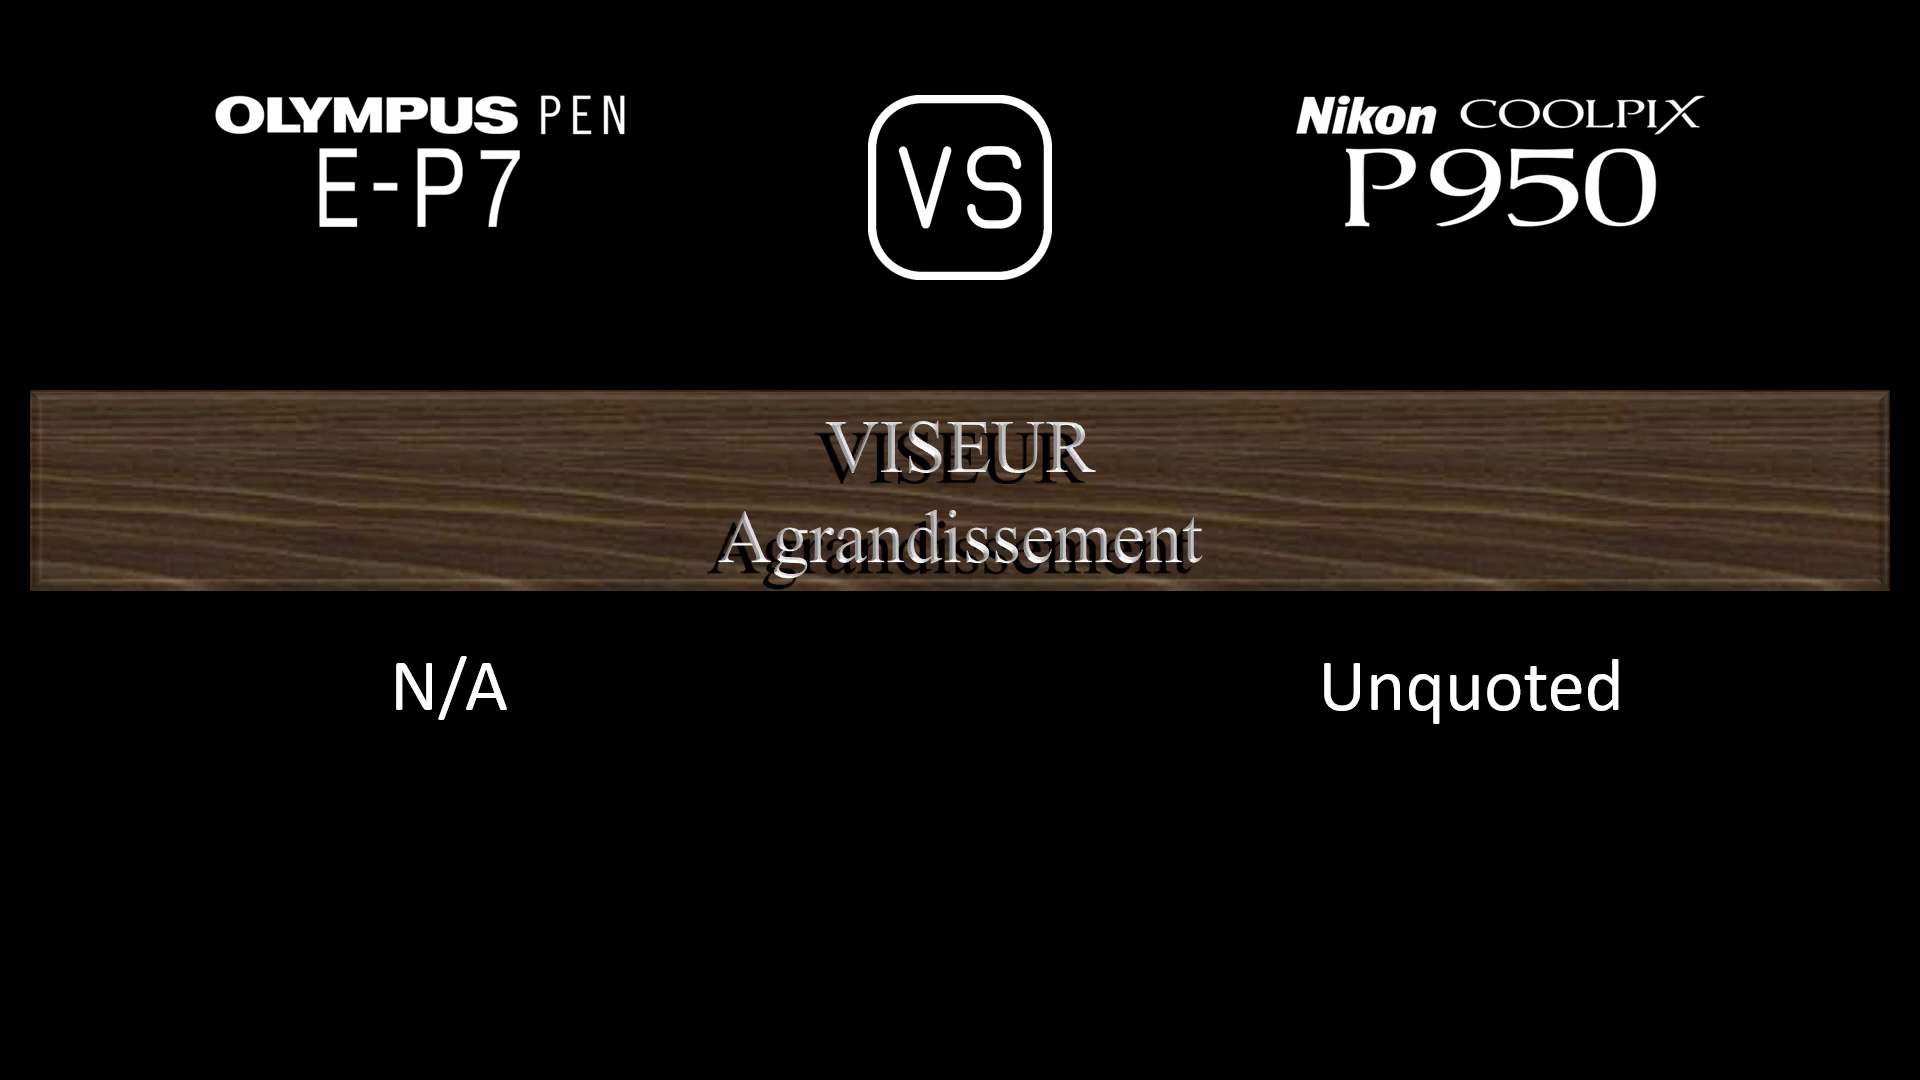 OLYMPUS PEN
E-P7
VS
Nikon COOLPIX
P950
VISEUR
Agrandissement
N/A
Unquoted